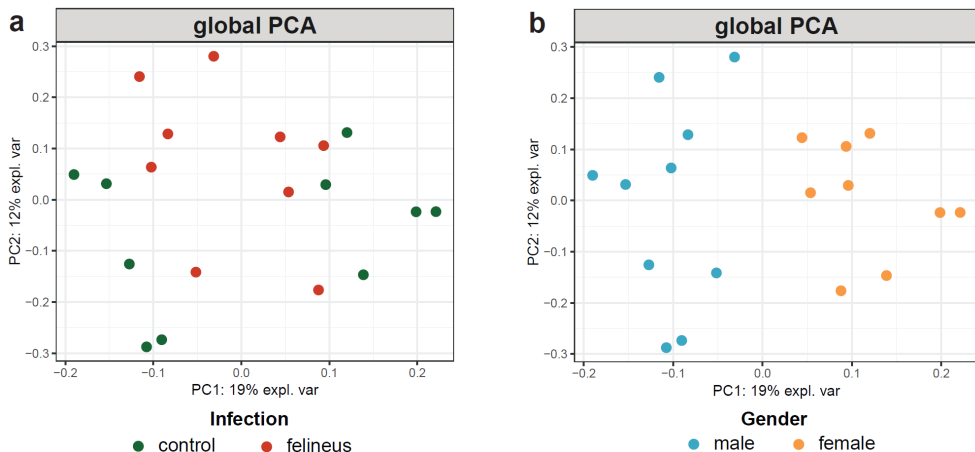 a
global PCA
0.3
0.2
0.1
0.0
−0.1
−0.2
−0.3
PC2: 12% expl. var
−0.2
−0.1
0.0
0.1
0.2
PC1: 19% expl. var
Infection
control
felineus
b
global PCA
0.3
0.2
0.1
0.0
−0.1
−0.2
−0.3
PC2: 12% expl. var
−0.2
−0.1
0.0
0.1
0.2
PC1: 19% expl. var
Gender
male
female